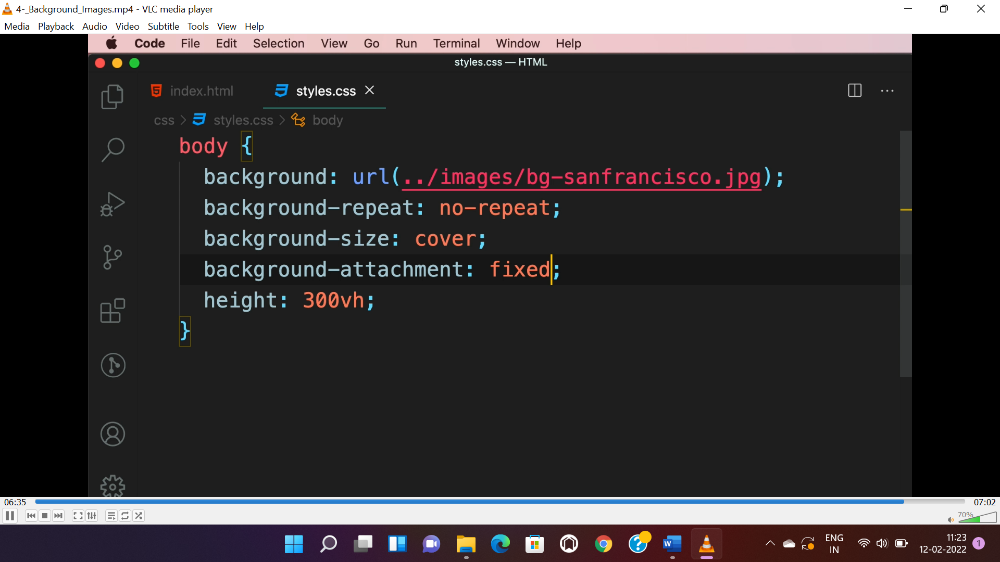 4-_Background_Images.mp4 - VLC media player
Media Playback Audio Video Subtitle Tools View Help
Code File Edit Selection View Go Run Terminal Window Help
styles.css — HTML
index.html styles.css
css > styles.css > body
body {
background: url(../images/bg-sanfrancisco.jpg);
background-repeat: no-repeat;
background-size: cover;
background-attachment: fixed;
height: 300vh;
}
06:35 07:02
70%
ENG 11:23
IN 12-02-2022 1